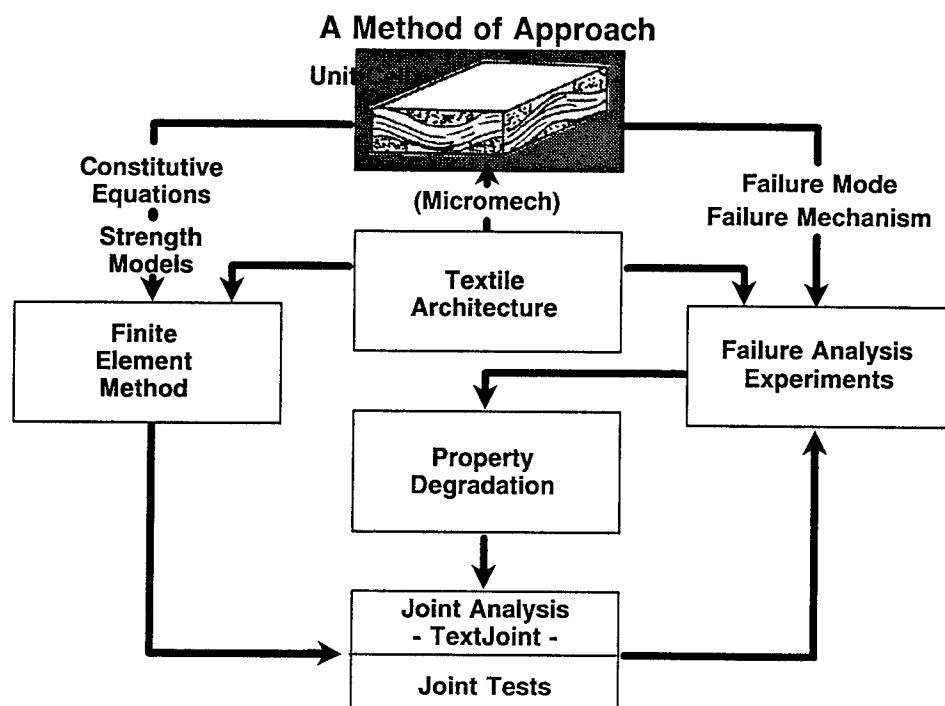 A Method of Approach
Unit Cell
Constitutive
Equations
Strength
Models
(Micromech)
Failure Mode
Failure Mechanism
Textile
Architecture
Finite
Element
Method
Failure Analysis
Experiments
Property
Degradation
Joint Analysis
- TextJoint -
Joint Tests